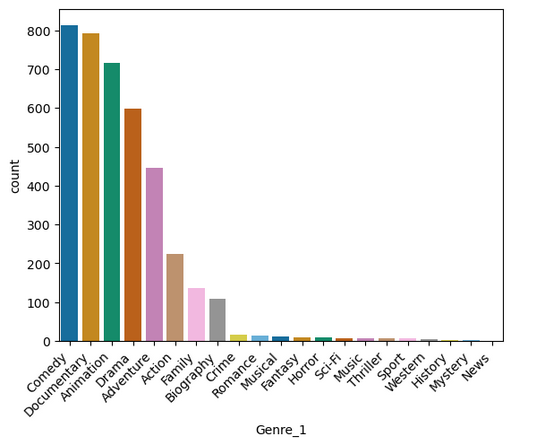 800
700
600
500
400
300
200
100
0
count
Comedy
Documentary
Animation
Drama
Adventure
Action
Family
Biography
Crime
Romance
Musical
Fantasy
Horror
Sci-Fi
Music
Thriller
Sport
Western
History
Mystery
News
Genre_1